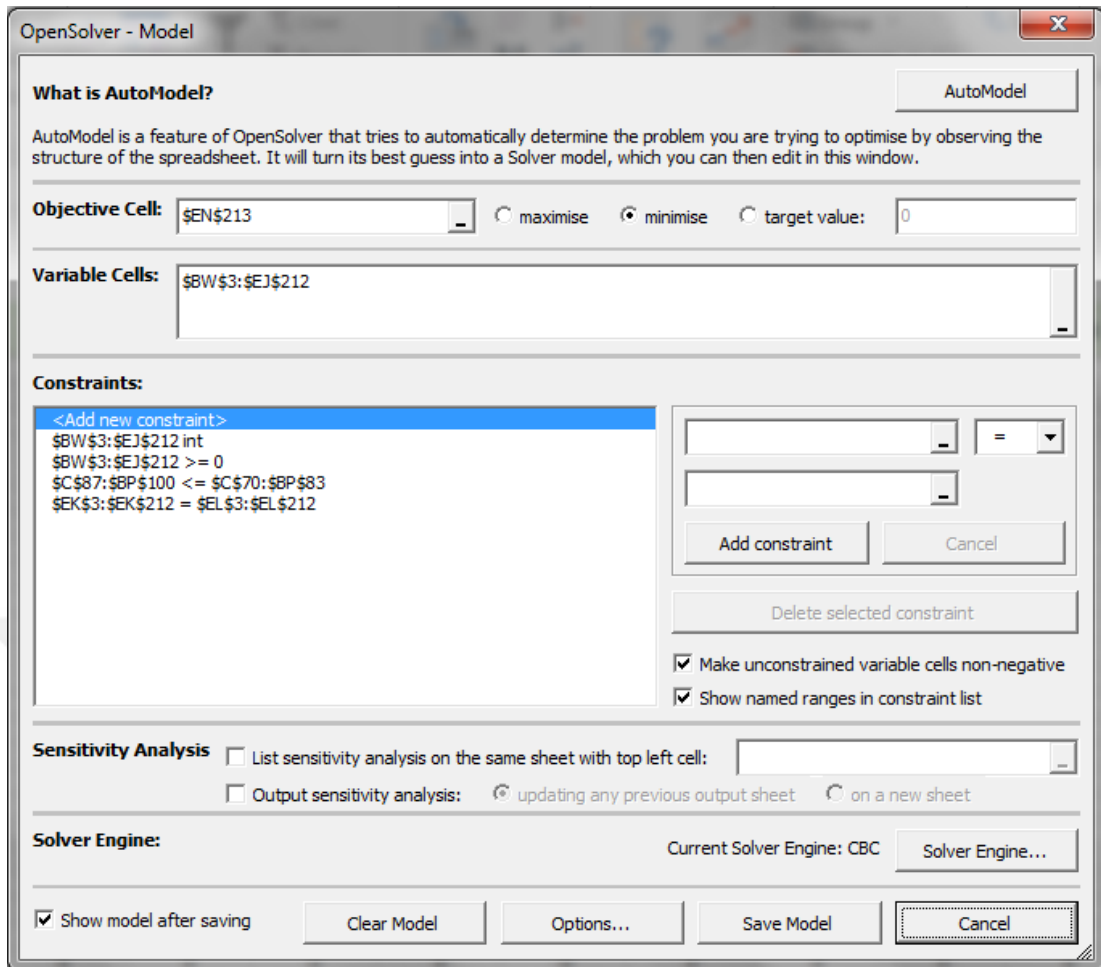 OpenSolver - Model
What is AutoModel?
AutoModel
AutoModel is a feature of OpenSolver that tries to automatically determine the problem you are trying to optimise by observing the
structure of the spreadsheet. It will turn its best guess into a Solver model, which you can then edit in this window.
Objective Cell: $EN$213 _ maximise minimise target value: 0
Variable Cells: $BW$3:$EJ$212 _
Constraints:
<Add new constraint>
$BW$3:$EJ$212 int
$BW$3:$EJ$212 >= 0
$C$87:$BP$100 <= $C$70:$BP$83
$EK$3:$EK$212 = $EL$3:$EL$212
_ =
_
Add constraint Cancel
Delete selected constraint
Make unconstrained variable cells non-negative
Show named ranges in constraint list
Sensitivity Analysis List sensitivity analysis on the same sheet with top left cell: _
Output sensitivity analysis: updating any previous output sheet on a new sheet
Solver Engine: Current Solver Engine: CBC Solver Engine...
Show model after saving Clear Model Options... Save Model Cancel